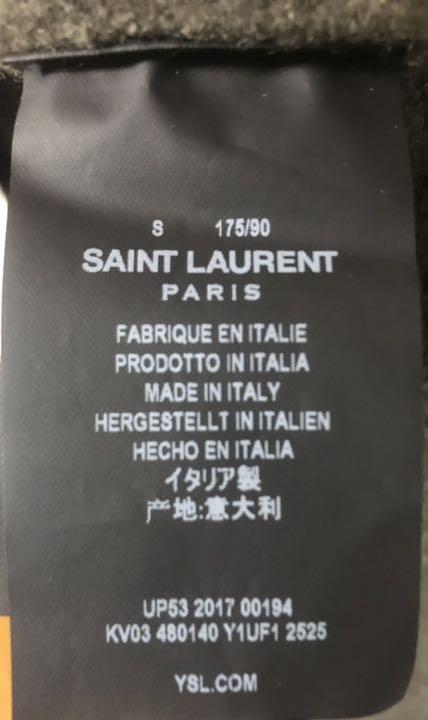 S 175/90
SAINT LAURENT
PARIS
FABRIQUE EN ITALIE
PRODOTTO IN ITALIA
MADE IN ITALY
HERGESTELLT IN ITALIEN
HECHO EN ITALIA
イタリア製
产地:意大利
UP53 2017 00194
KV03 480140 Y1UF1 2525
YSL.COM